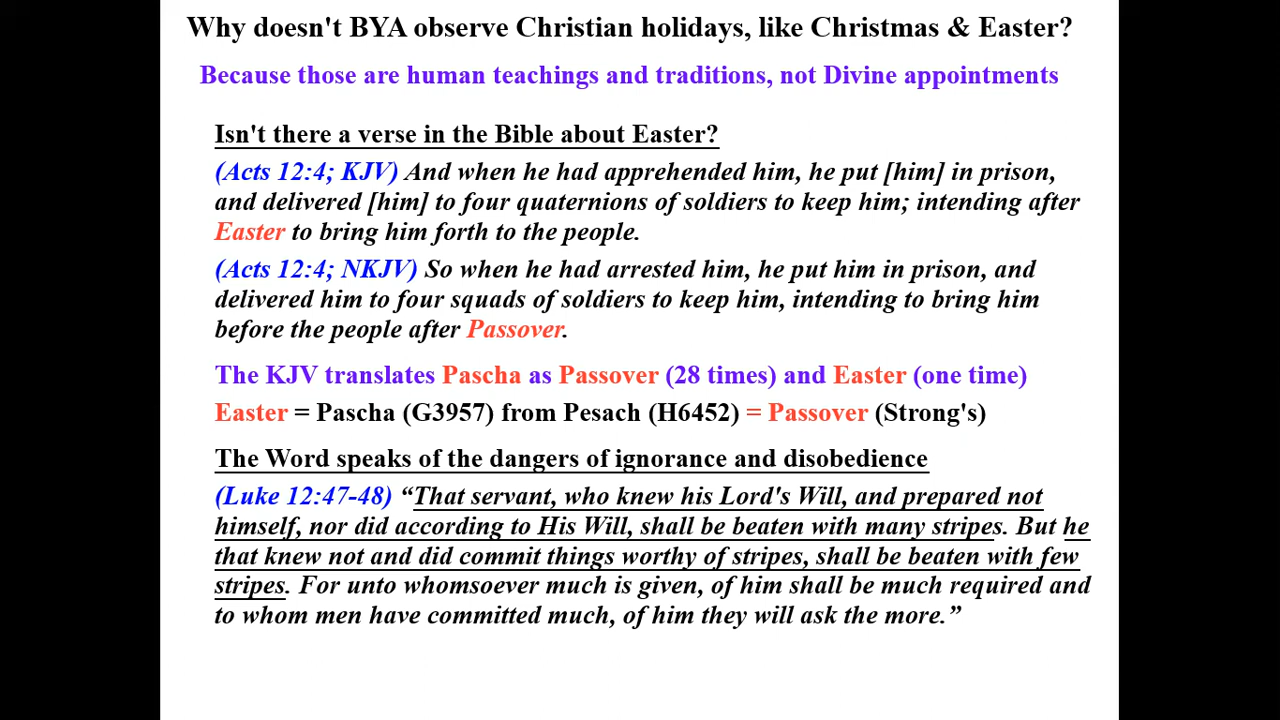 Why doesn't BYA observe Christian holidays, like Christmas & Easter?
Because those are human teachings and traditions, not Divine appointments
Isn't there a verse in the Bible about Easter?
(Acts 12:4; KJV) And when he had apprehended him, he put [him] in prison,
and delivered [him] to four quaternions of soldiers to keep him; intending after
Easter to bring him forth to the people.
(Acts 12:4; NKJV) So when he had arrested him, he put him in prison, and
delivered him to four squads of soldiers to keep him, intending to bring him
before the people after Passover.
The KJV translates Pascha as Passover (28 times) and Easter (one time)
Easter = Pascha (G3957) from Pesach (H6452) = Passover (Strong's)
The Word speaks of the dangers of ignorance and disobedience
(Luke 12:47-48) “That servant, who knew his Lord's Will, and prepared not
himself, nor did according to His Will, shall be beaten with many stripes. But he
that knew not and did commit things worthy of stripes, shall be beaten with few
stripes. For unto whomsoever much is given, of him shall be much required and
to whom men have committed much, of him they will ask the more.”